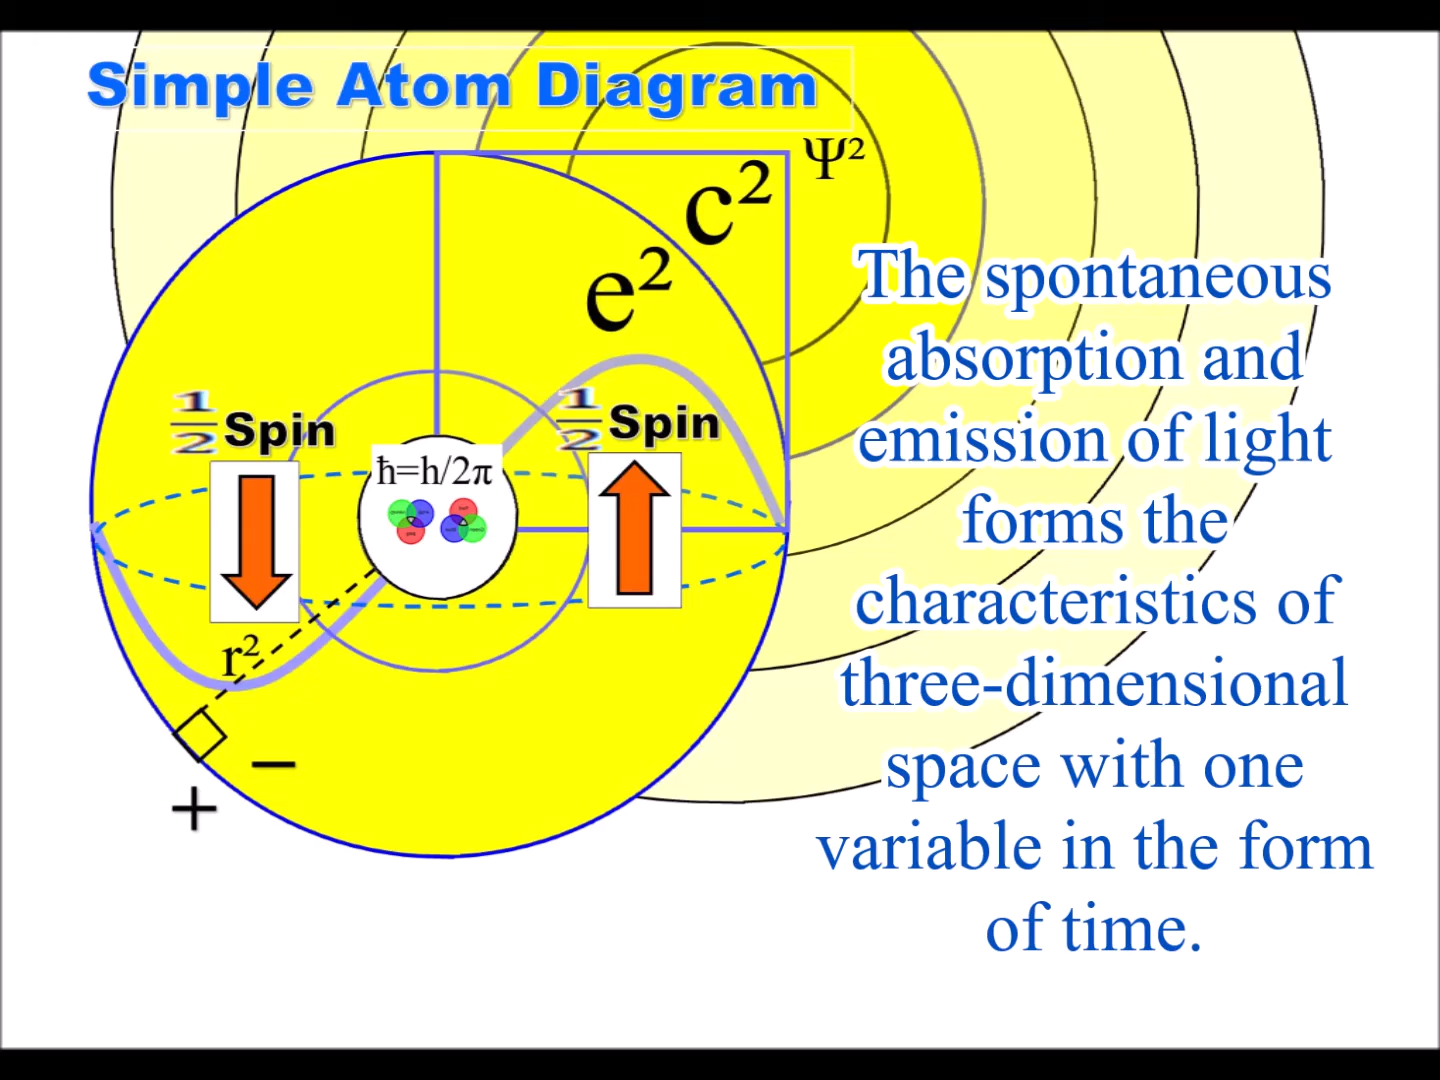 Simple Atom Diagram
Ψ²
c²
e²
½ Spin
½ Spin
ħ=h/2π
r²
−
+
The spontaneous
absorption and
emission of light
forms the
characteristics of
three-dimensional
space with one
variable in the form
of time.